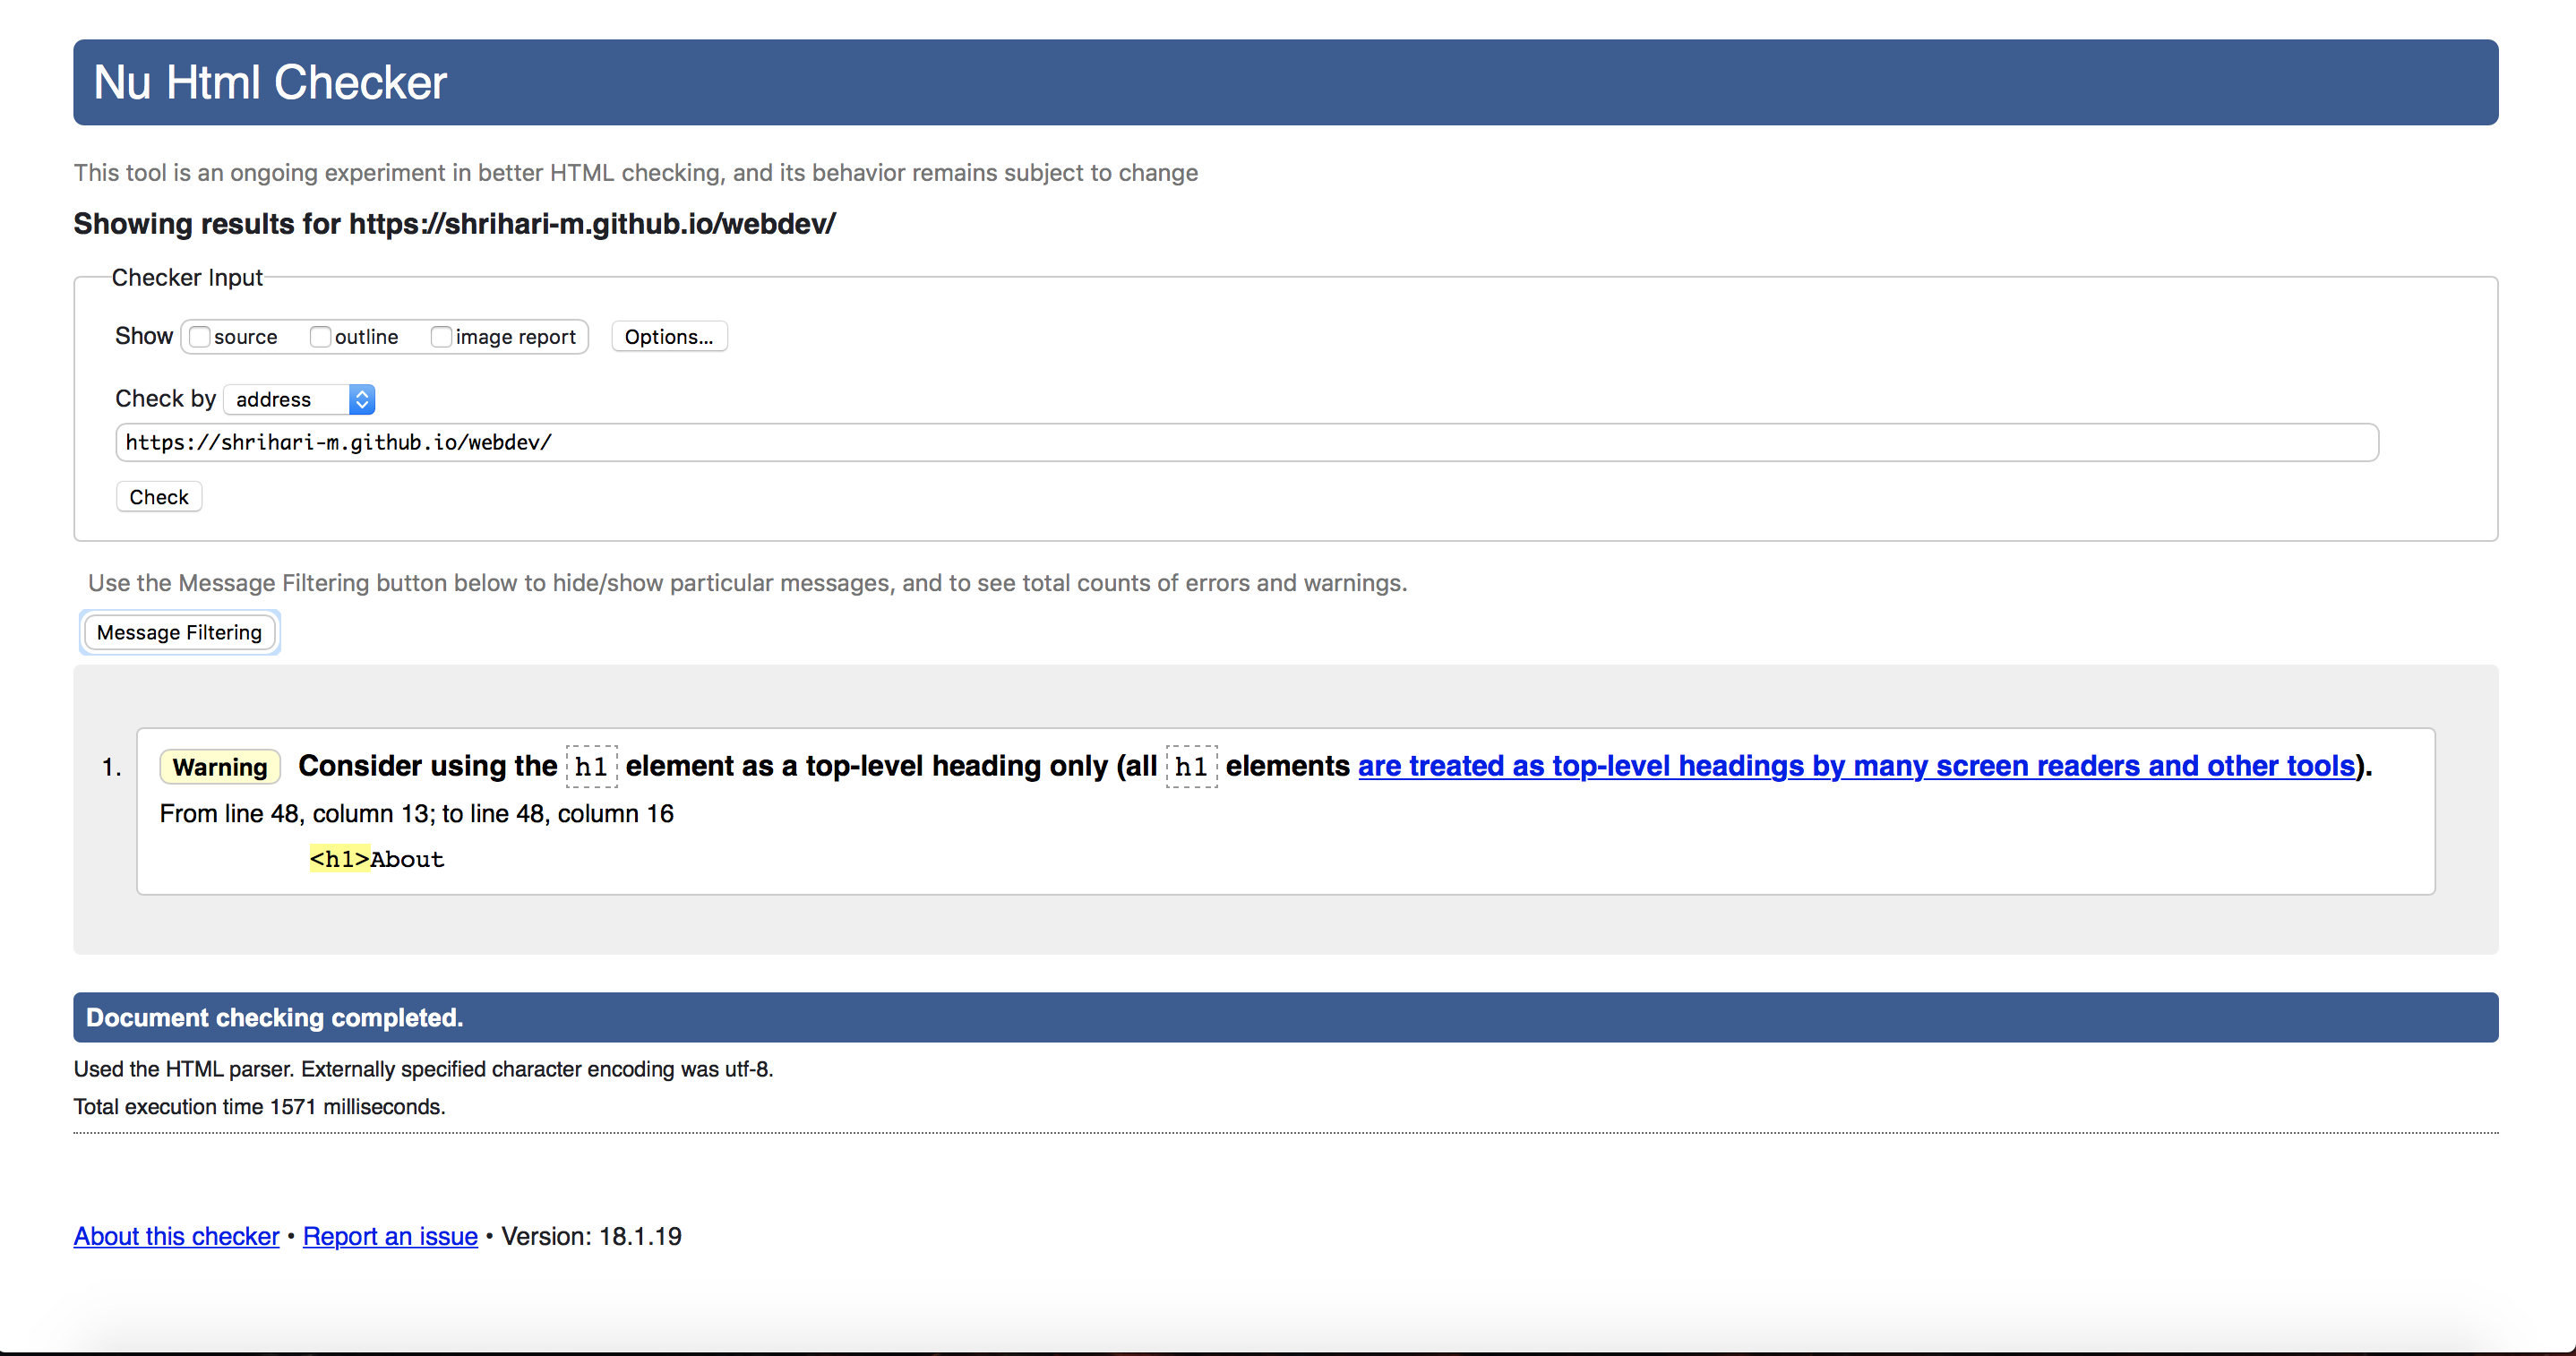 Nu Html Checker
This tool is an ongoing experiment in better HTML checking, and its behavior remains subject to change
Showing results for https://shrihari-m.github.io/webdev/
Checker Input
Show source outline image report Options...
Check by address
https://shrihari-m.github.io/webdev/
Check
Use the Message Filtering button below to hide/show particular messages, and to see total counts of errors and warnings.
Message Filtering
1. Warning Consider using the h1 element as a top-level heading only (all h1 elements are treated as top-level headings by many screen readers and other tools).
From line 48, column 13; to line 48, column 16
<h1>About
Document checking completed.
Used the HTML parser. Externally specified character encoding was utf-8.
Total execution time 1571 milliseconds.
About this checker • Report an issue • Version: 18.1.19